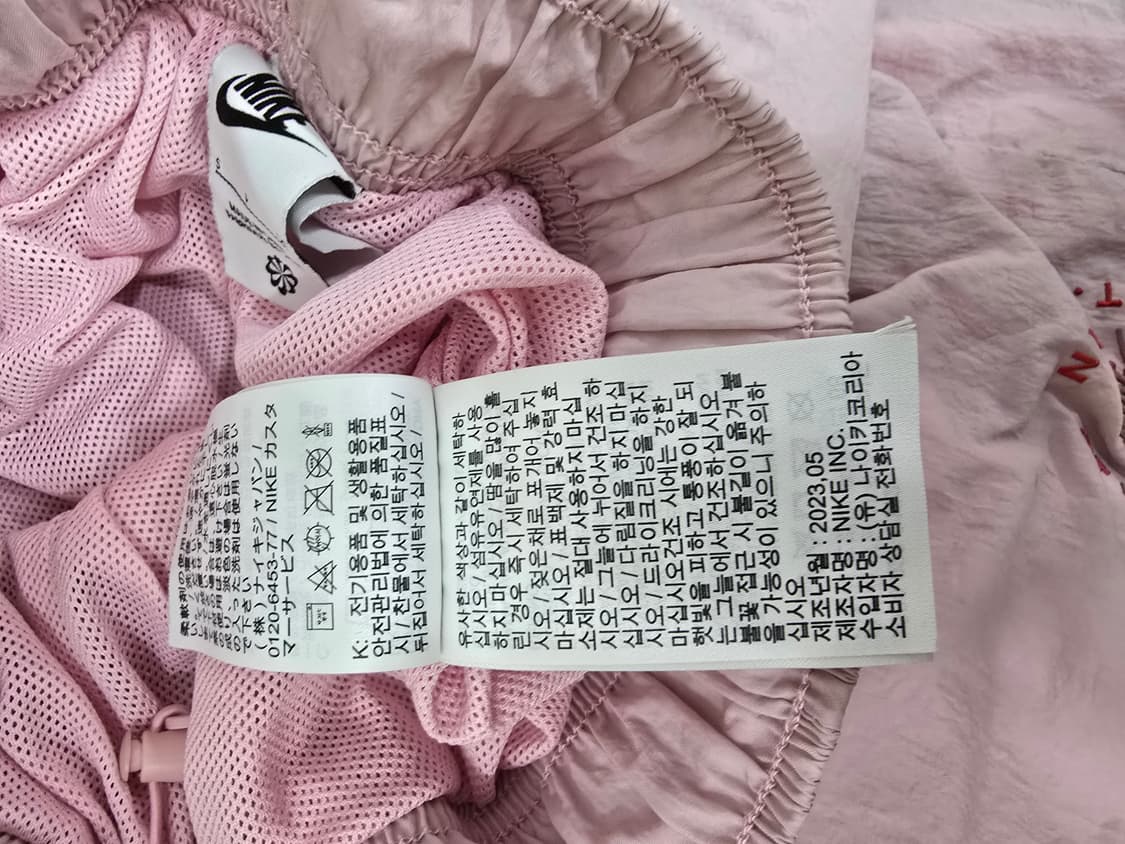 NIKE
(株)ナイキジャパン/
0120-6453-77 / NIKE カスタ
マーサービス
K: 전기용품 및 생활용품
안전관리법에 의한 품질표
시 / 찬물에서 세탁하십시오 /
뒤집어서 세탁하십시오 /
유사한 색상과 같이 세탁하
십시오 / 섬유유연제를 사용
하지 마십시오 / 땀을 많이 흘
린 경우 즉시 세탁하여 주십
시오 / 젖은채로 포개어 놓지
마십시오 / 표백제 및 강력 효
소제는 절대 사용하지 마십
시오 / 그늘에 뉘어서 건조 하
십시오 / 다림질을 하지 마십
시오 / 드라이크리닝을 하지
마십시오건조 시에는 강한
햇빛을 피하고 통풍이 잘 되
는 그늘에서 건조하십시오
불꽃 접근 시 불길이 옮겨 붙
을 가능성이 있으니 주의하
십시오
제조년월 : 2023,05
제조자명 : NIKE INC.
수입자명 : (유) 나이키코리아
소비자 상담실 전화번호